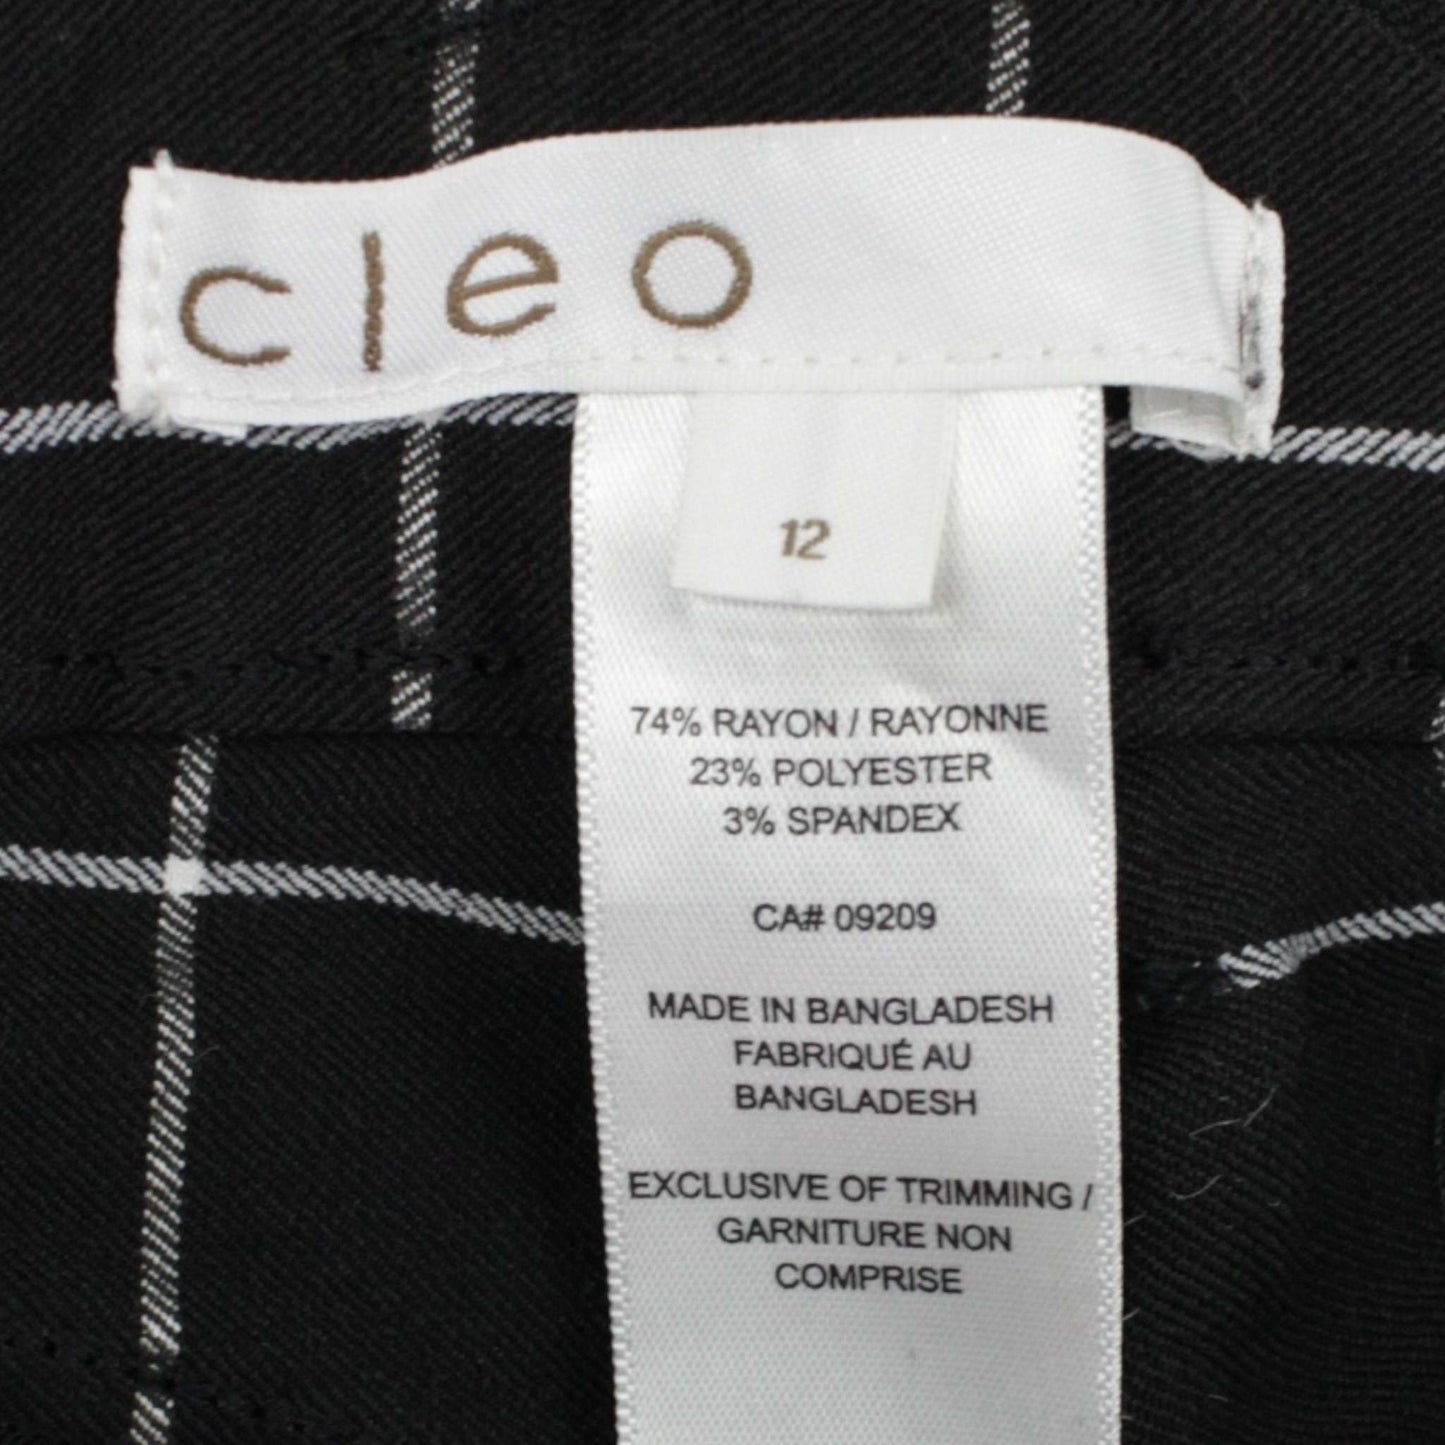 cleo
12
74% RAYON / RAYONNE
23% POLYESTER
3% SPANDEX
CA# 09209
MADE IN BANGLADESH
FABRIQUÉ AU
BANGLADESH
EXCLUSIVE OF TRIMMING /
GARNITURE NON
COMPRISE